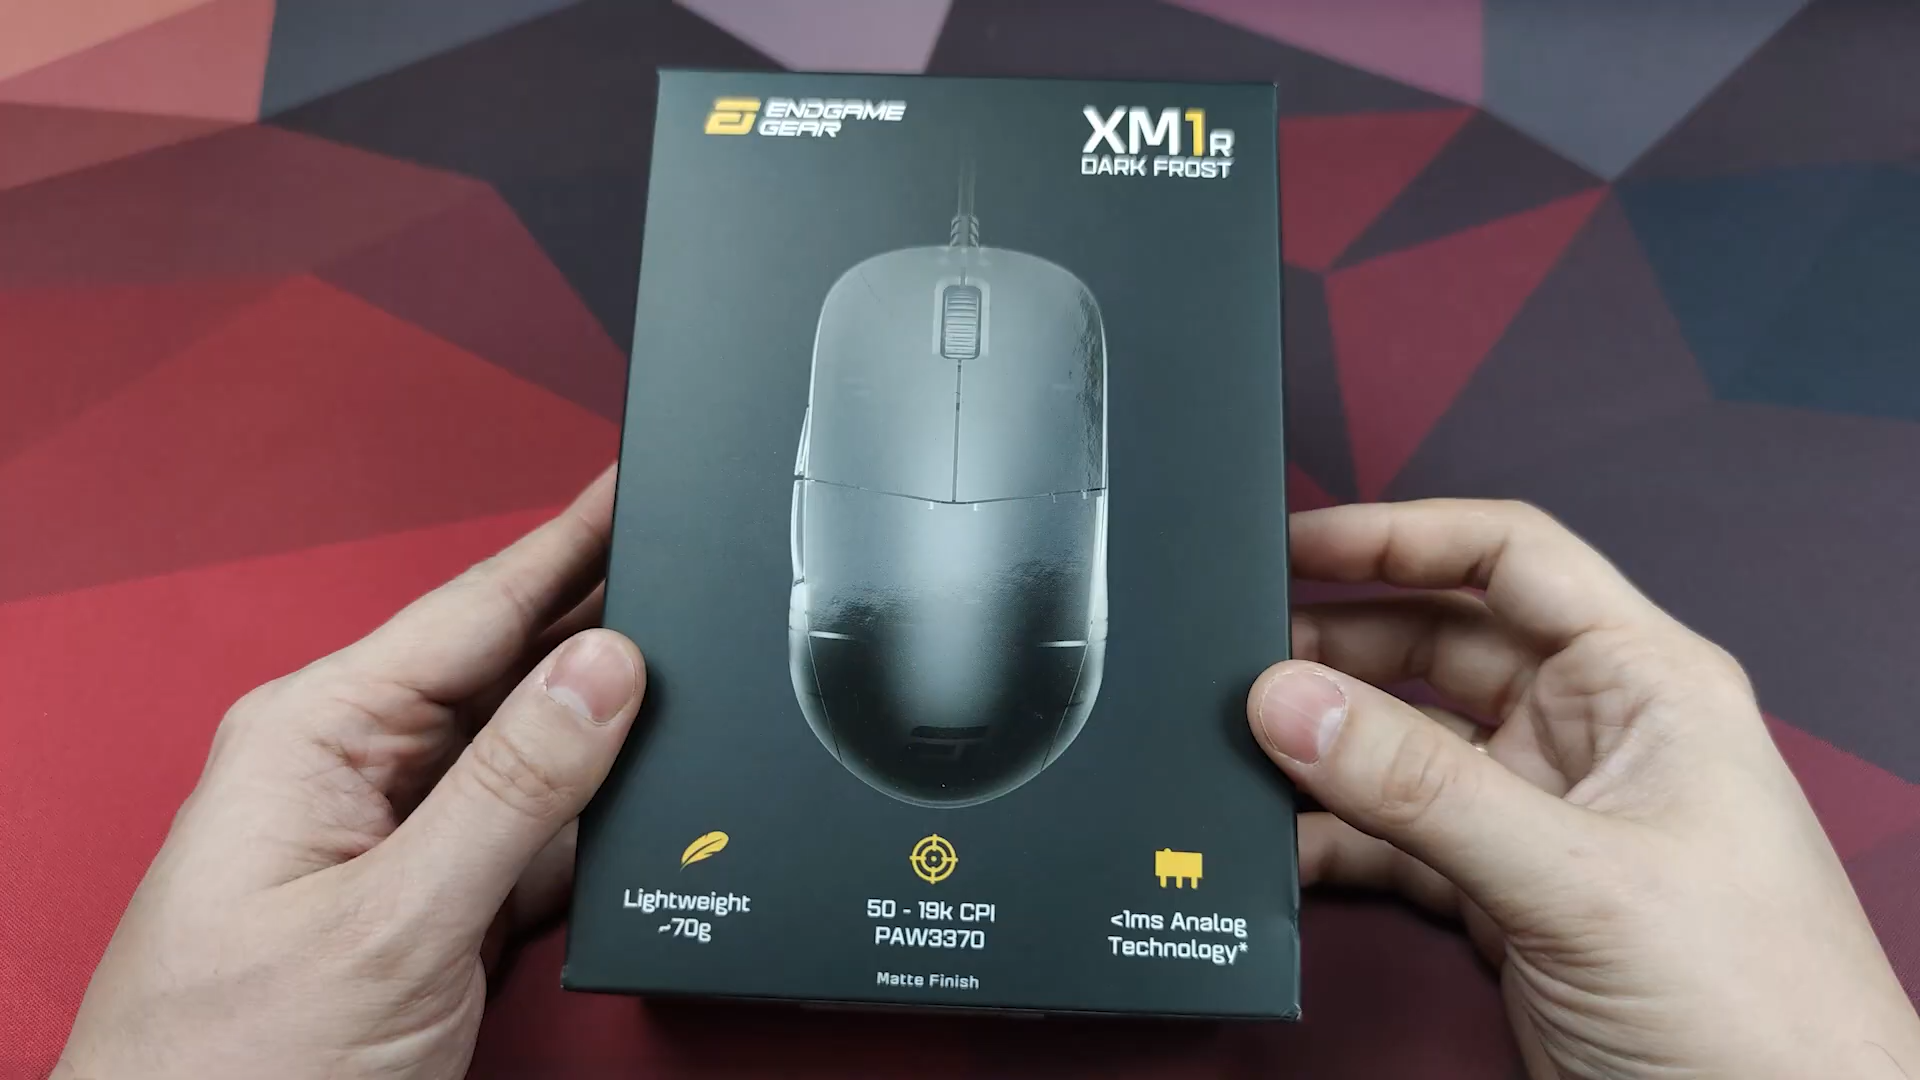 ENDGAME
GEAR
XM1R
DARK FROST
Lightweight
~70g
50 - 19k CPI
PAW3370
<1ms Analog
Technology*
Matte Finish